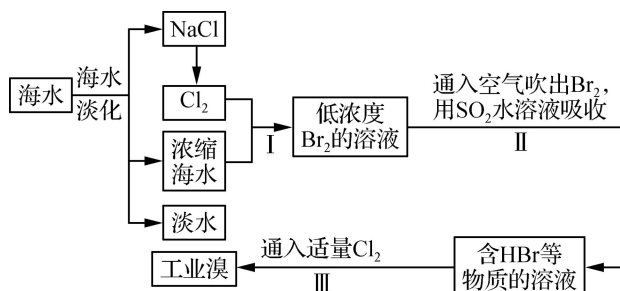 NaCl
海水
海水
淡化
Cl₂
浓缩
海水
淡水
Ⅰ
低浓度
Br₂的溶液
通入空气吹出Br₂,
用SO₂水溶液吸收
Ⅱ
工业溴
通入适量Cl₂
Ⅲ
含HBr等
物质的溶液